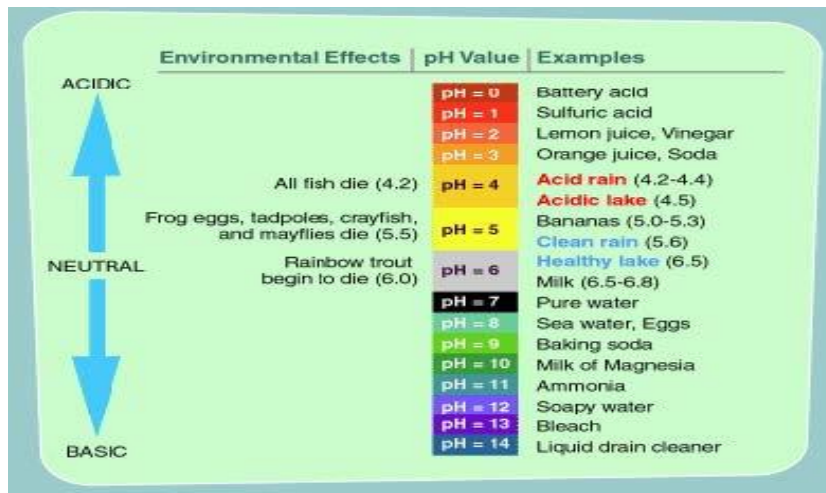 Environmental Effects | pH Value | Examples
ACIDIC
pH = 0 Battery acid
pH = 1 Sulfuric acid
pH = 2 Lemon juice, Vinegar
pH = 3 Orange juice, Soda
All fish die (4.2) pH = 4 Acid rain (4.2-4.4)
Acidic lake (4.5)
Frog eggs, tadpoles, crayfish,
and mayflies die (5.5) pH = 5 Bananas (5.0-5.3)
Clean rain (5.6)
NEUTRAL
Rainbow trout
begin to die (6.0) pH = 6 Healthy lake (6.5)
Milk (6.5-6.8)
pH = 7 Pure water
pH = 8 Sea water, Eggs
pH = 9 Baking soda
pH = 10 Milk of Magnesia
pH = 11 Ammonia
pH = 12 Soapy water
pH = 13 Bleach
pH = 14 Liquid drain cleaner
BASIC